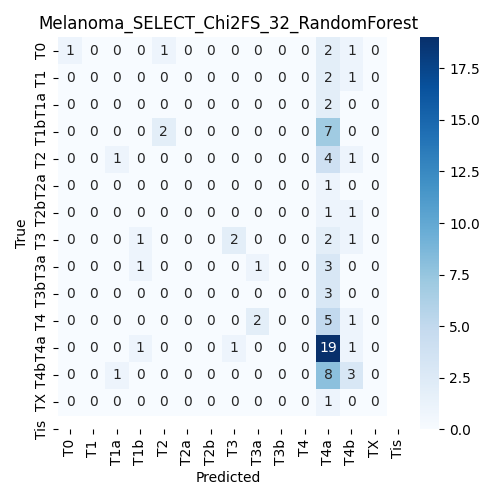 Melanoma_SELECT_Chi2FS_32_RandomForest
True
T0 1 0 0 0 1 0 0 0 0 0 0 2 1 0
T1 0 0 0 0 0 0 0 0 0 0 0 2 1 0
T1a 0 0 0 0 0 0 0 0 0 0 0 2 0 0
T1b 0 0 0 0 2 0 0 0 0 0 0 7 0 0
T2 0 0 1 0 0 0 0 0 0 0 0 4 1 0
T2a 0 0 0 0 0 0 0 0 0 0 0 1 0 0
T2b 0 0 0 0 0 0 0 0 0 0 0 1 1 0
T3 0 0 0 1 0 0 0 2 0 0 0 2 1 0
T3a 0 0 0 1 0 0 0 0 1 0 0 3 0 0
T3b 0 0 0 0 0 0 0 0 0 0 0 3 0 0
T4 0 0 0 0 0 0 0 0 2 0 0 5 1 0
T4a 0 0 0 1 0 0 0 1 0 0 0 19 1 0
T4b 0 0 1 0 0 0 0 0 0 0 0 8 3 0
TX 0 0 0 0 0 0 0 0 0 0 0 1 0 0
Tis
T0 T1 T1a T1b T2 T2a T2b T3 T3a T3b T4 T4a T4b TX Tis
Predicted
17.5
15.0
12.5
10.0
7.5
5.0
2.5
0.0